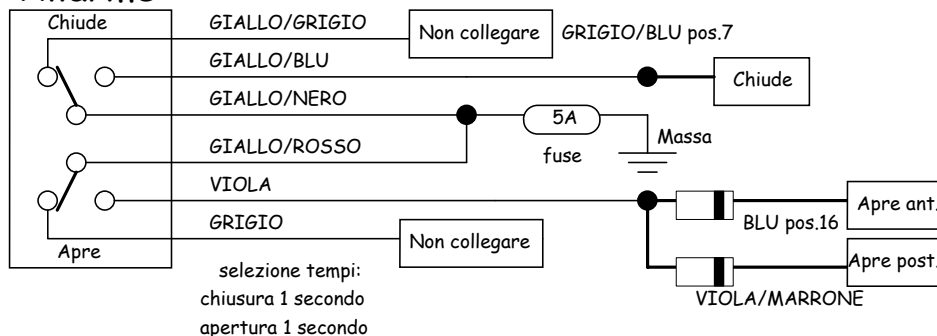 Chiude
GIALLO/GRIGIO
Non collegare
GRIGIO/BLU pos.7
GIALLO/BLU
Chiude
GIALLO/NERO
5A
fuse
Massa
GIALLO/ROSSO
VIOLA
Apre ant.
BLU pos.16
GRIGIO
Non collegare
Apre
Apre post.
VIOLA/MARRONE
selezione tempi:
chiusura 1 secondo
apertura 1 secondo